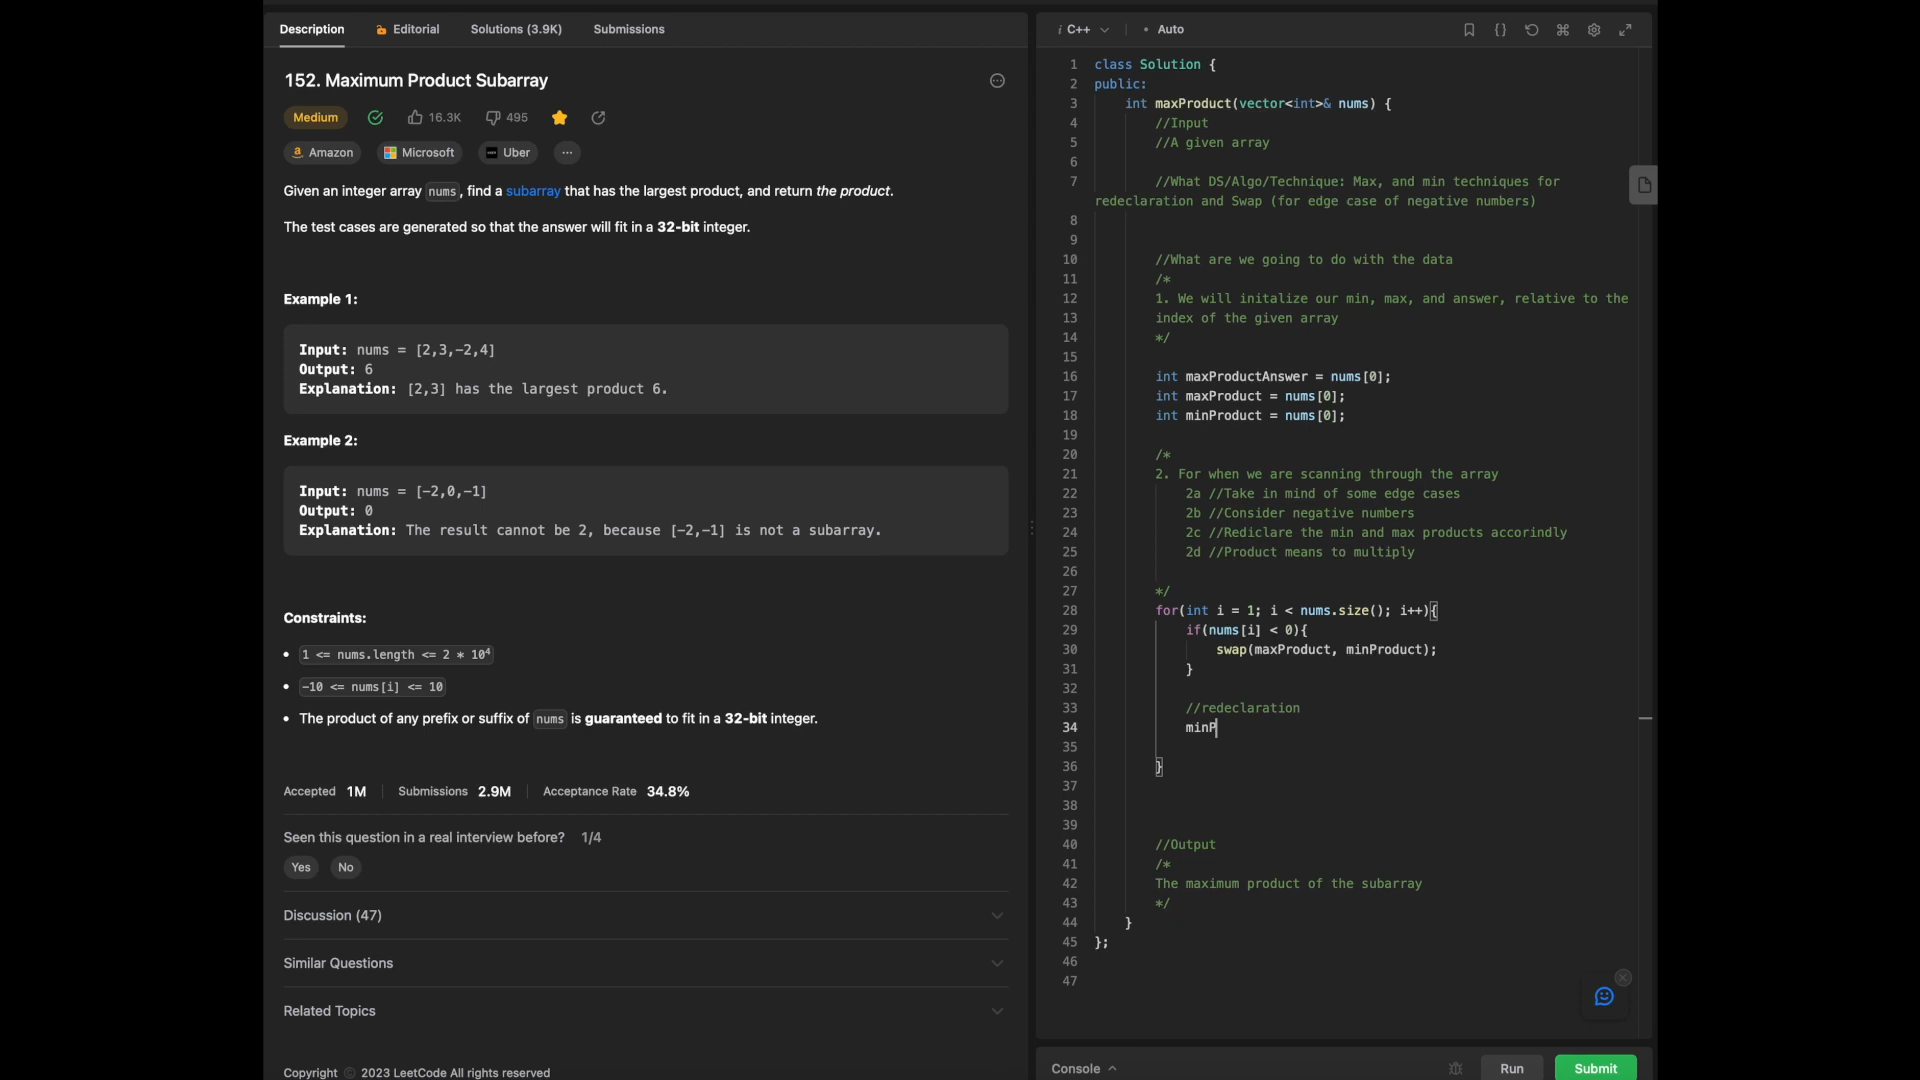 Description Editorial Solutions (3.9K) Submissions
152. Maximum Product Subarray
Medium 16.3K 495
Amazon Microsoft Uber ...
Given an integer array nums, find a subarray that has the largest product, and return the product.
The test cases are generated so that the answer will fit in a 32-bit integer.
Example 1:
Input: nums = [2,3,-2,4]
Output: 6
Explanation: [2,3] has the largest product 6.
Example 2:
Input: nums = [-2,0,-1]
Output: 0
Explanation: The result cannot be 2, because [-2,-1] is not a subarray.
Constraints:
• 1 <= nums.length <= 2 * 10⁴
• -10 <= nums[i] <= 10
• The product of any prefix or suffix of nums is guaranteed to fit in a 32-bit integer.
Accepted 1M Submissions 2.9M Acceptance Rate 34.8%
Seen this question in a real interview before? 1/4
Yes No
Discussion (47)
Similar Questions
Related Topics
Copyright © 2023 LeetCode All rights reserved
i C++ • Auto
1 class Solution {
2 public:
3 int maxProduct(vector<int>& nums) {
4 //Input
5 //A given array
6
7 //What DS/Algo/Technique: Max, and min techniques for
redeclaration and Swap (for edge case of negative numbers)
8
9
10 //What are we going to do with the data
11 /*
12 1. We will initalize our min, max, and answer, relative to the
13 index of the given array
14 */
15
16 int maxProductAnswer = nums[0];
17 int maxProduct = nums[0];
18 int minProduct = nums[0];
19
20 /*
21 2. For when we are scanning through the array
22 2a //Take in mind of some edge cases
23 2b //Consider negative numbers
24 2c //Rediclare the min and max products accorindly
25 2d //Product means to multiply
26
27 */
28 for(int i = 1; i < nums.size(); i++){
29 if(nums[i] < 0){
30 swap(maxProduct, minProduct);
31 }
32
33 //redeclaration
34 minP
35
36 }
37
38
39
40 //Output
41 /*
42 The maximum product of the subarray
43 */
44 }
45 };
46
47
Console Run Submit